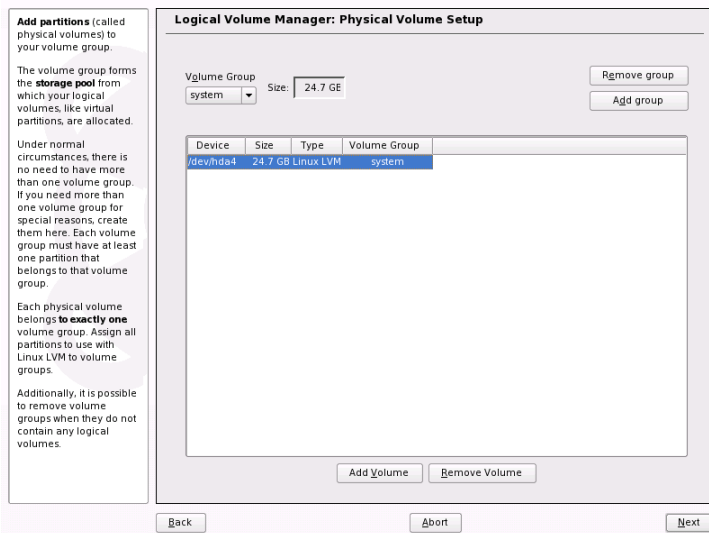 Add partitions (called
physical volumes) to
your volume group.
The volume group forms
the storage pool from
which your logical
volumes, like virtual
partitions, are allocated.
Under normal
circumstances, there is
no need to have more
than one volume group.
If you need more than
one volume group for
special reasons, create
them here. Each volume
group must have at least
one partition that
belongs to that volume
group.
Each physical volume
belongs to exactly one
volume group. Assign all
partitions to use with
Linux LVM to volume
groups.
Additionally, it is possible
to remove volume
groups when they do not
contain any logical
volumes.
Logical Volume Manager: Physical Volume Setup
Volume Group
system
Size:
24.7 GE
Remove group
Add group
Device Size Type Volume Group
/dev/hda4 24.7 GB Linux LVM system
Add Volume
Remove Volume
Back
Abort
Next